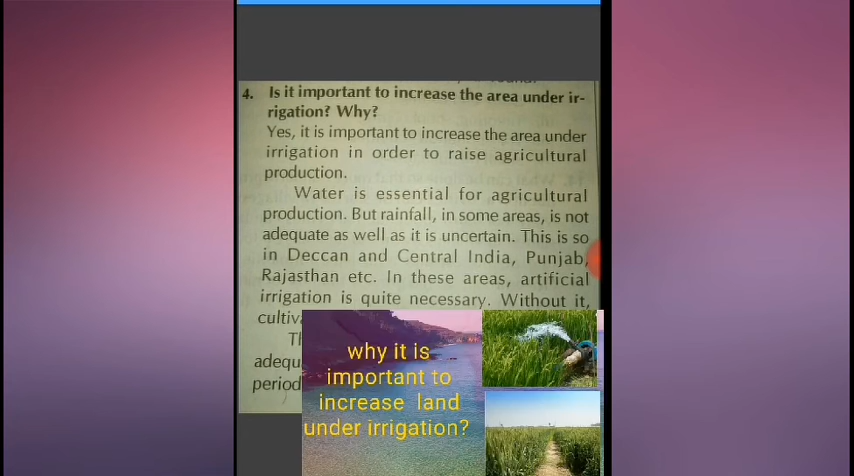 4. Is it important to increase the area under ir-
rigation? Why?
Yes, it is important to increase the area under
irrigation in order to raise agricultural
production.
Water is essential for agricultural
production. But rainfall, in some areas, is not
adequate as well as it is uncertain. This is so
in Deccan and Central India, Punjab,
Rajasthan etc. In these areas, artificial
irrigation is quite necessary. Without it,
why it is
important to
increase land
under irrigation?